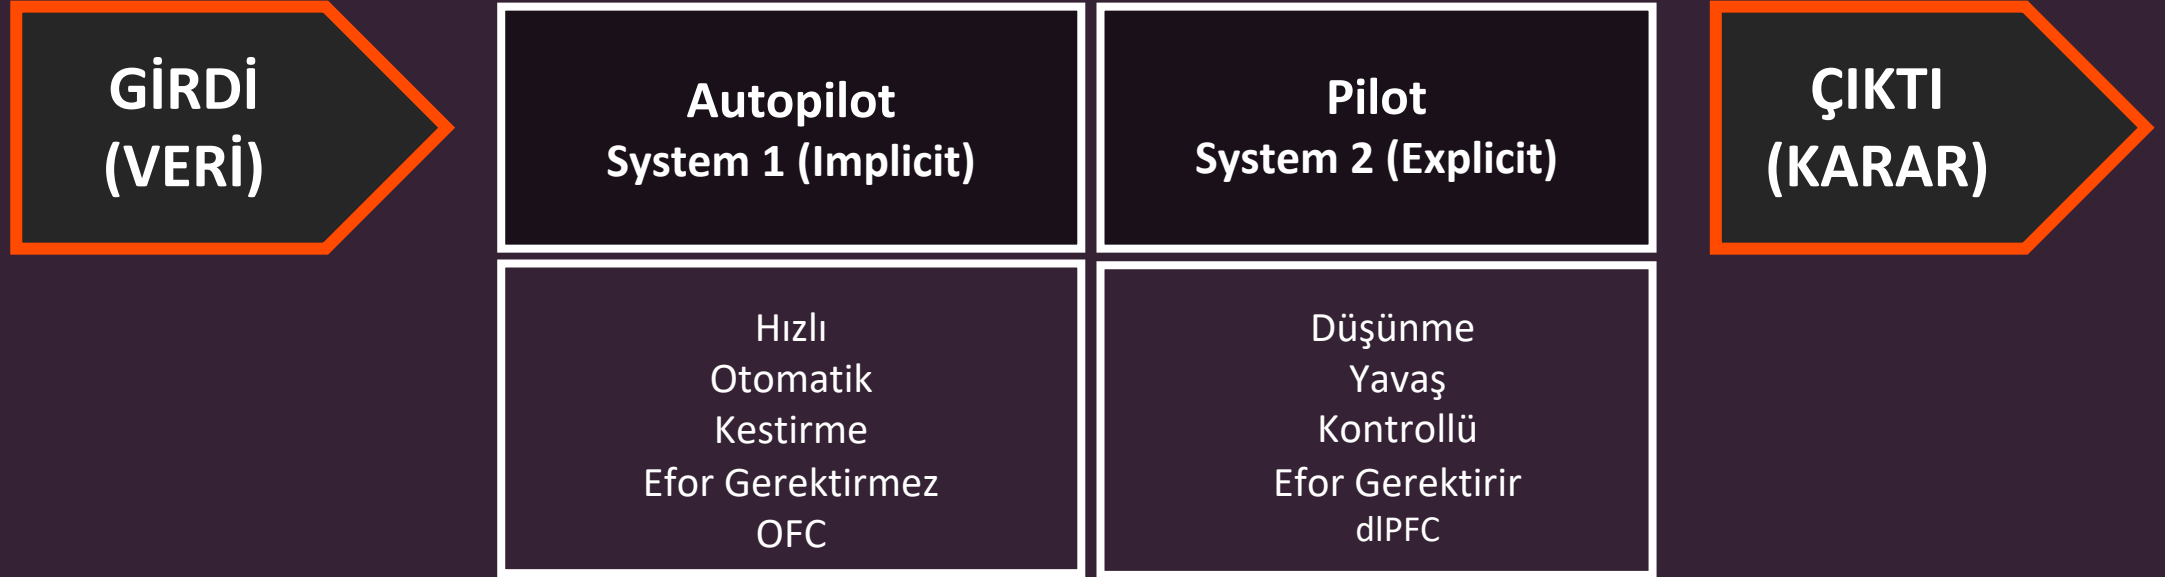 GİRDİ
(VERİ)
Autopilot
System 1 (Implicit)
Hızlı
Otomatik
Kestirme
Efor Gerektirmez
OFC
Pilot
System 2 (Explicit)
Düşünme
Yavaş
Kontrollü
Efor Gerektirir
dlPFC
ÇIKTI
(KARAR)